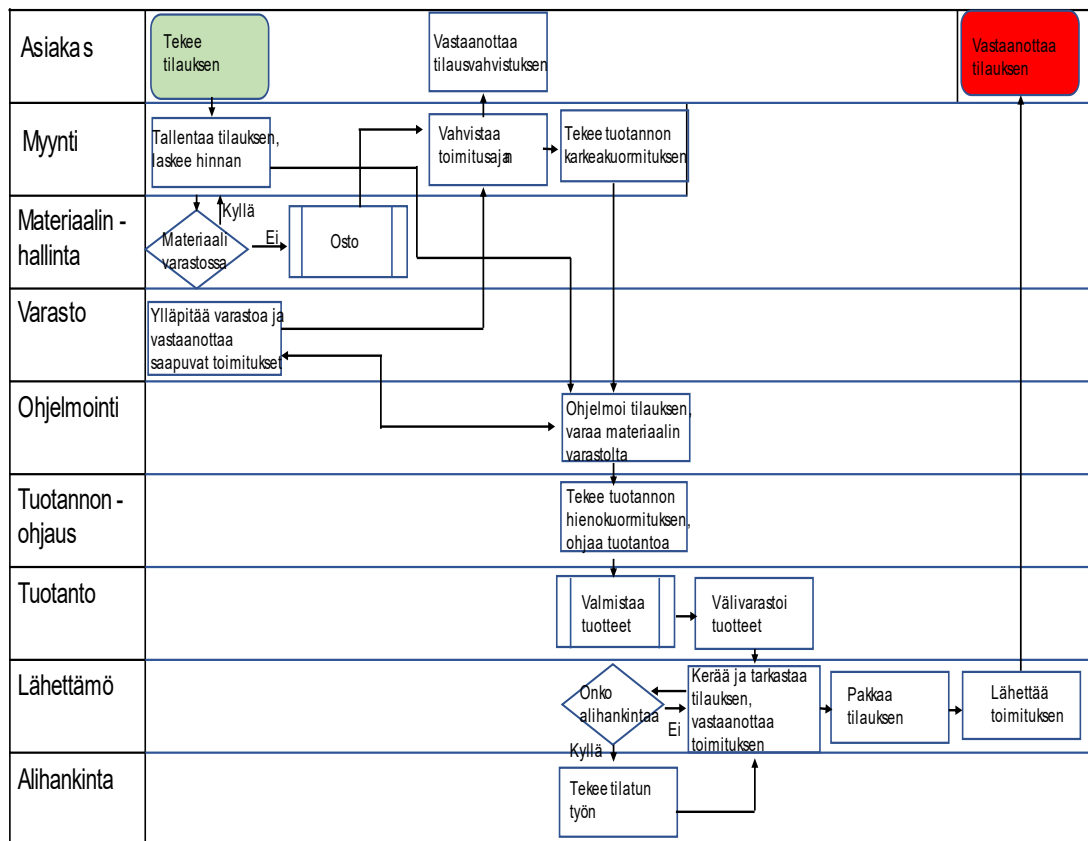 Asiakas
Tekee
tilauksen
Vastaanottaa
tilausvahvistuksen
Vastaanottaa
tilauksen
Myynti
Tallentaa tilauksen,
laskee hinnan
Vahvistaa
toimitusajan
Tekee tuotannon
karkeakuormituksen
Materiaalin -
hallinta
Kyllä
Materiaali
varastossa
Ei
Osto
Varasto
Ylläpitää varastoa ja
vastaanottaa
saapuvat toimitukset
Ohjelmointi
Ohjelmoi tilauksen,
varaa materiaalin
varastolta
Tuotannon -
ohjaus
Tekee tuotannon
hienokuormituksen,
ohjaa tuotantoa
Tuotanto
Valmistaa
tuotteet
Välivarastoi
tuotteet
Lähettämö
Onko
alihankintaa
Ei
Kyllä
Kerää ja tarkastaa
tilauksen,
vastaanottaa
toimituksen
Pakkaa
tilauksen
Lähettää
toimituksen
Alihankinta
Tekee tilatun
työn